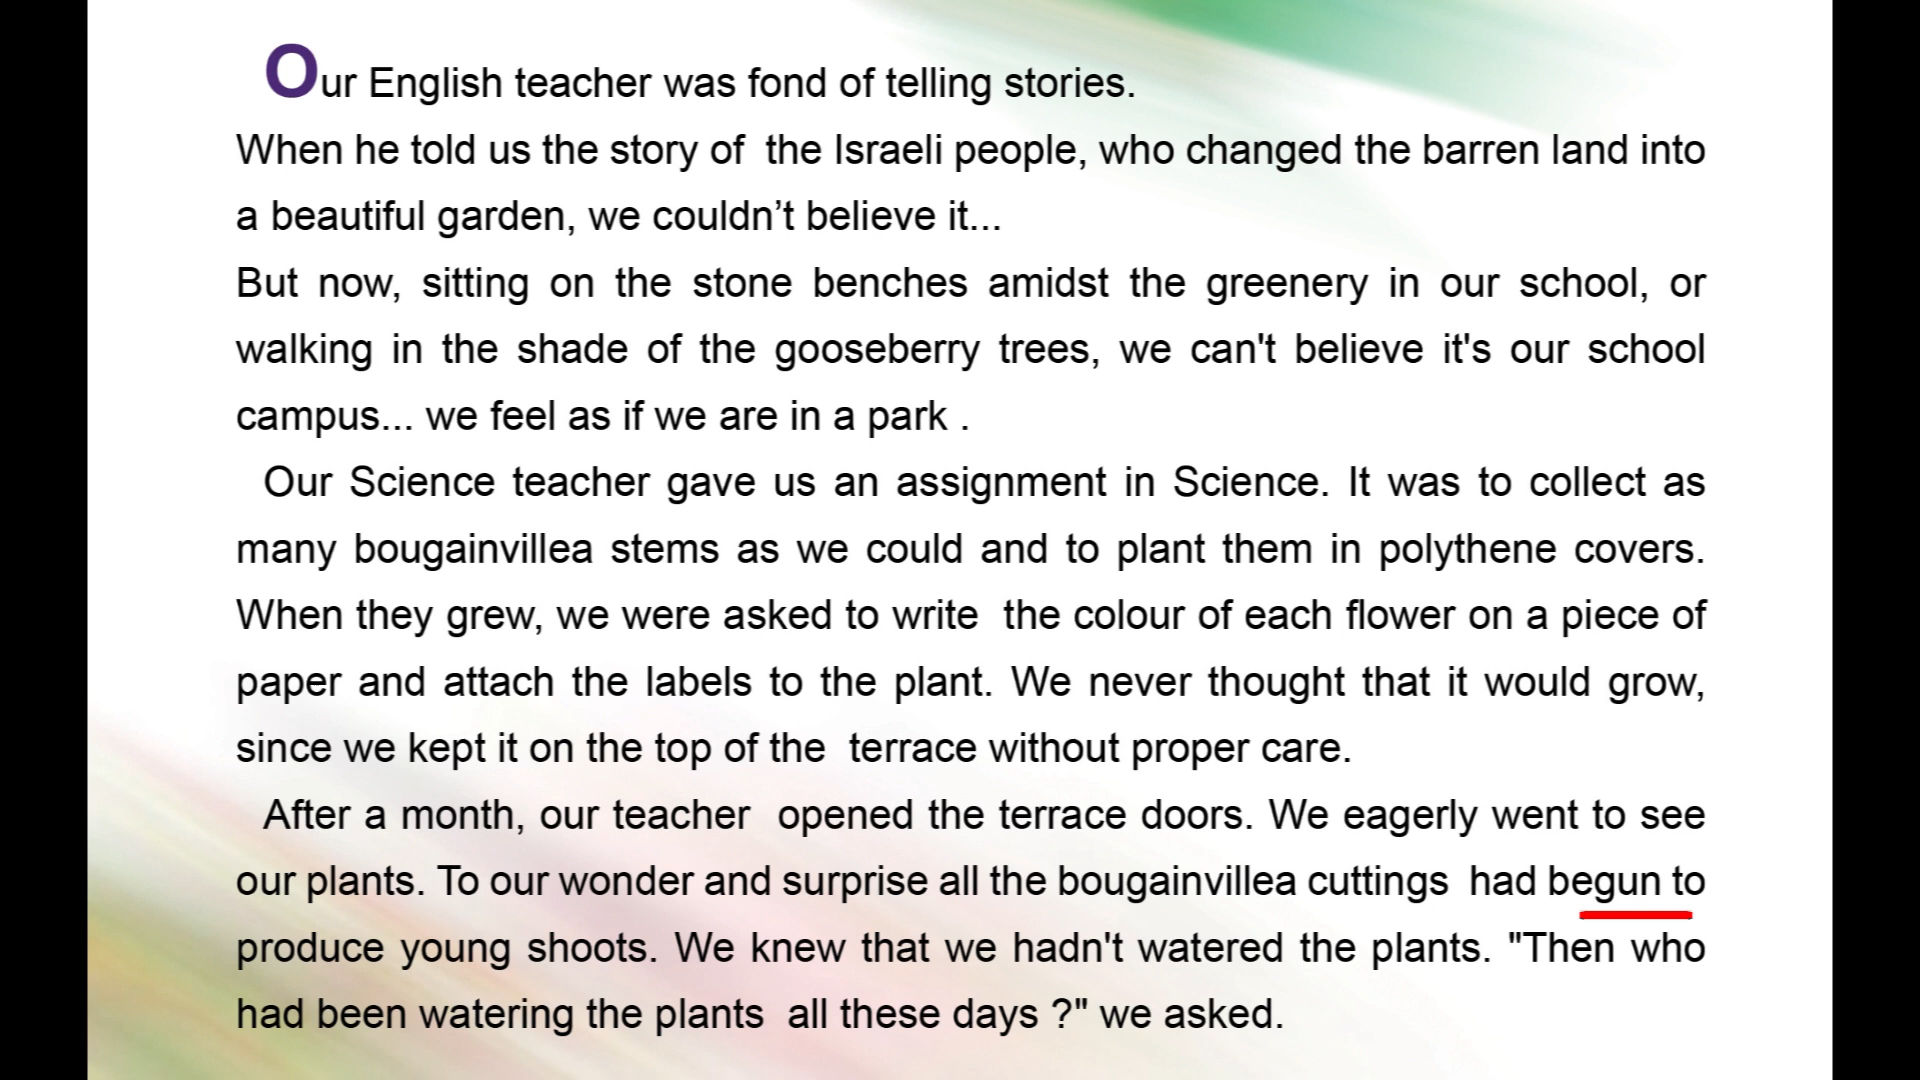 Our English teacher was fond of telling stories.
When he told us the story of the Israeli people, who changed the barren land into
a beautiful garden, we couldn’t believe it...
But now, sitting on the stone benches amidst the greenery in our school, or
walking in the shade of the gooseberry trees, we can't believe it's our school
campus... we feel as if we are in a park .
Our Science teacher gave us an assignment in Science. It was to collect as
many bougainvillea stems as we could and to plant them in polythene covers.
When they grew, we were asked to write the colour of each flower on a piece of
paper and attach the labels to the plant. We never thought that it would grow,
since we kept it on the top of the terrace without proper care.
After a month, our teacher opened the terrace doors. We eagerly went to see
our plants. To our wonder and surprise all the bougainvillea cuttings had begun to
produce young shoots. We knew that we hadn't watered the plants. "Then who
had been watering the plants all these days ?" we asked.